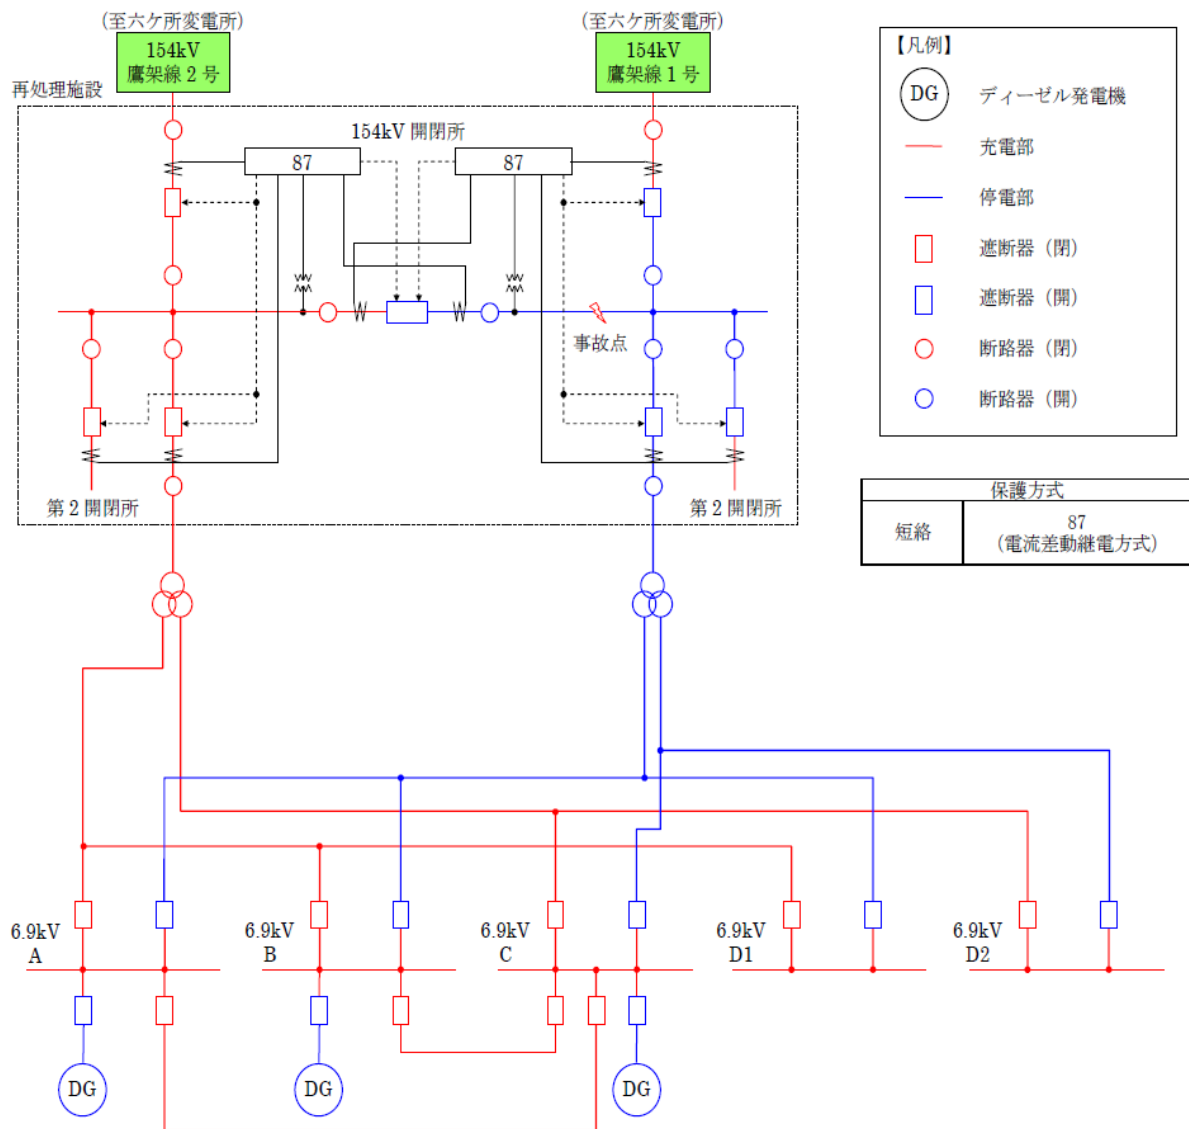 (至六ケ所変電所)
154kV
鷹架線 2 号
(至六ケ所変電所)
154kV
鷹架線 1 号
再処理施設
154kV 開閉所
87
87
事故点
第 2 開閉所
第 2 開閉所
【凡例】
DG
ディーゼル発電機
充電部
停電部
遮断器（閉）
遮断器（開）
断路器（閉）
断路器（開）
保護方式
短絡
87
(電流差動継電方式)
6.9kV
A
6.9kV
B
6.9kV
C
6.9kV
D1
6.9kV
D2
DG
DG
DG